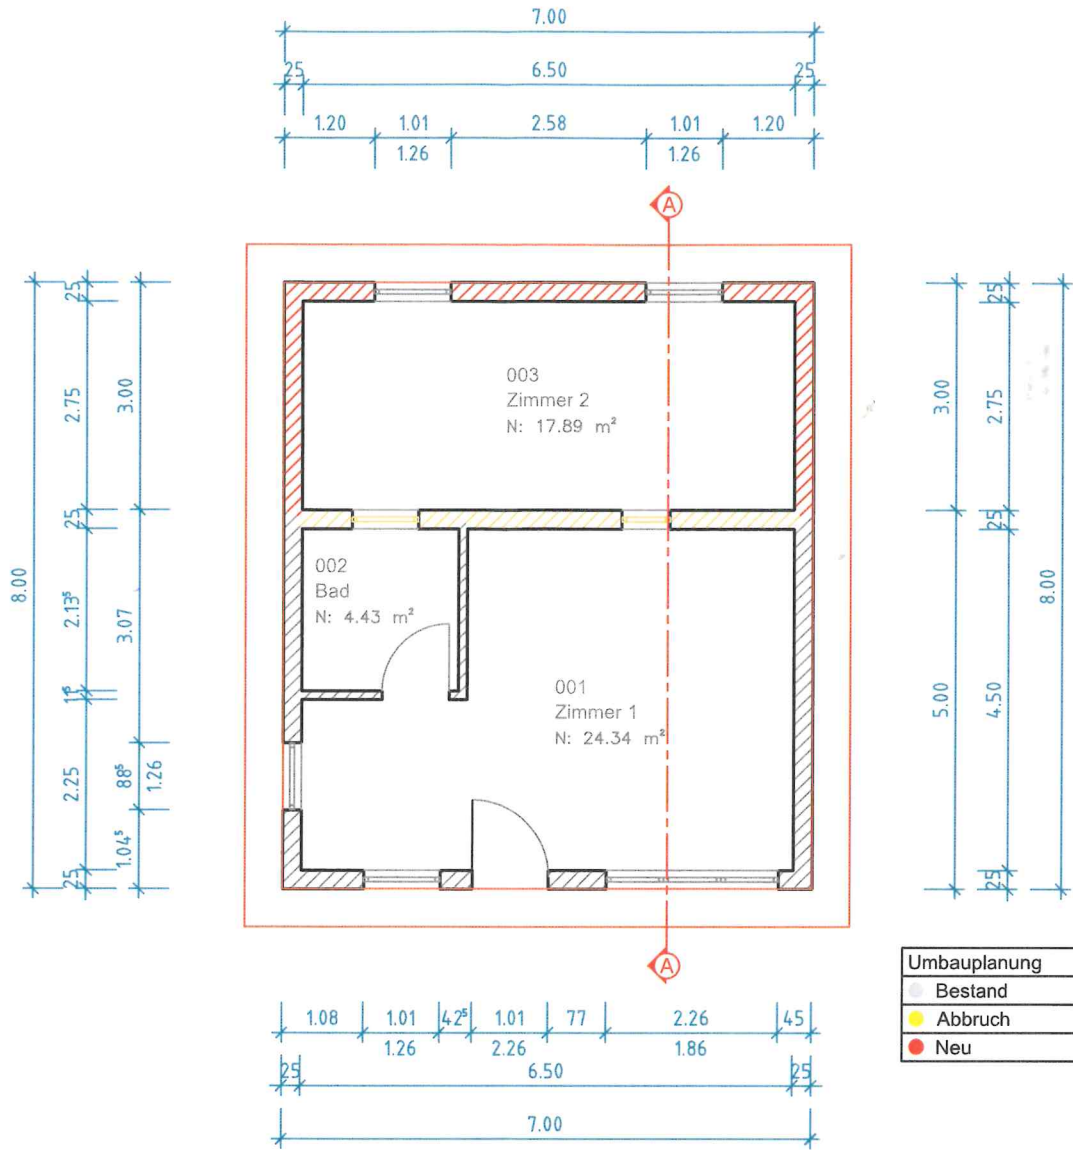 7.00
25 6.50 25
1.20 1.01 2.58 1.01 1.20
1.26 1.26
A
25
2.75
25
2.13⁵
11⁵
2.25
25
8.00
3.00
3.07
88⁵
1.26
1.04⁵
003
Zimmer 2
N: 17.89 m²
002
Bad
N: 4.43 m²
001
Zimmer 1
N: 24.34 m²
3.00
5.00
25
2.75
25
4.50
25
8.00
A
Umbauplanung
Bestand
Abbruch
Neu
1.08 1.01 42⁵ 1.01 77 2.26 45
1.26 2.26 1.86
25 6.50 25
7.00